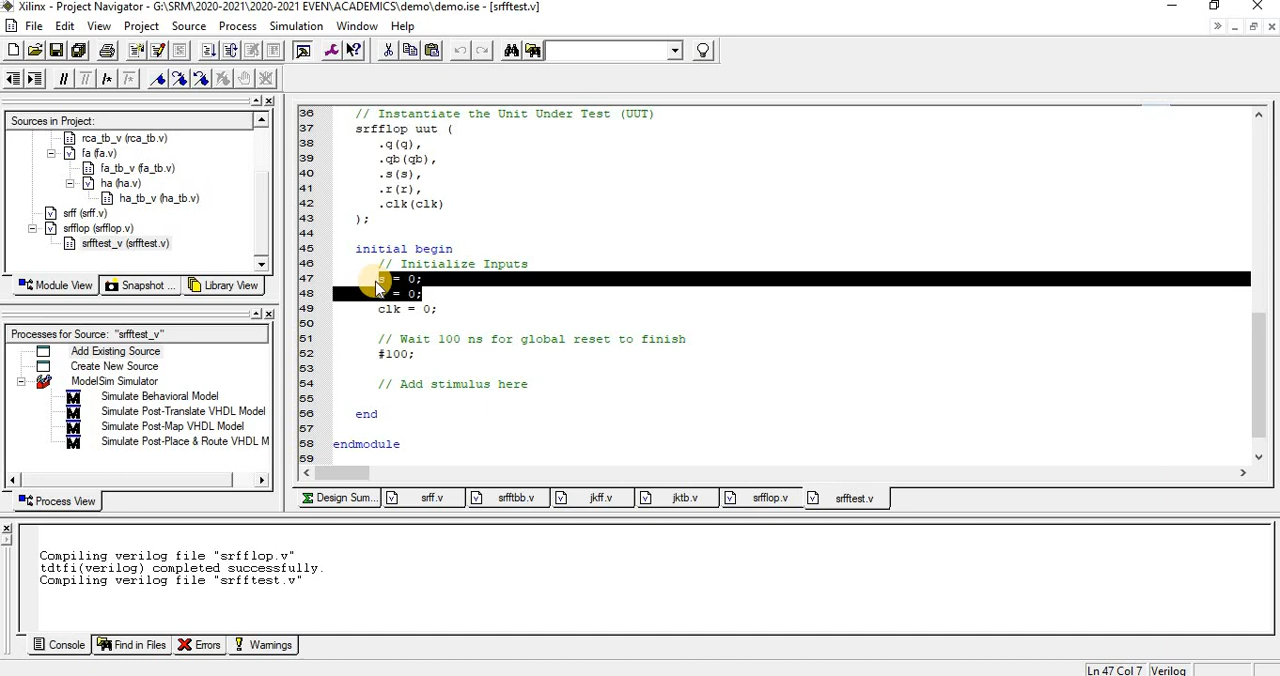 Xilinx - Project Navigator - G:\SRM\2020-2021\2020-2021 EVEN\ACADEMICS\demo\demo.ise - [srfftest.v]
File Edit View Project Source Process Simulation Window Help
Sources in Project:
rca_tb_v (rca_tb.v)
fa (fa.v)
fa_tb_v (fa_tb.v)
ha (ha.v)
ha_tb_v (ha_tb.v)
srff (srff.v)
srfflop (srfflop.v)
srfftest_v (srfftest.v)
Module View Snapshot ... Library View
Processes for Source: "srfftest_v"
Add Existing Source
Create New Source
ModelSim Simulator
Simulate Behavioral Model
Simulate Post-Translate VHDL Model
Simulate Post-Map VHDL Model
Simulate Post-Place & Route VHDL M
Process View
36 // Instantiate the Unit Under Test (UUT)
37 srfflop uut (
38 .q(q),
39 .qb(qb),
40 .s(s),
41 .r(r),
42 .clk(clk)
43 );
44
45 initial begin
46 // Initialize Inputs
47 s = 0;
48 = 0;
49 clk = 0;
50
51 // Wait 100 ns for global reset to finish
52 #100;
53
54 // Add stimulus here
55
56 end
57
58 endmodule
59
Design Sum... srff.v srfftbb.v jkff.v jktb.v srfflop.v srfftest.v
Compiling verilog file "srfflop.v"
tdtfi(verilog) completed successfully.
Compiling verilog file "srfftest.v"
Console Find in Files Errors Warnings
Ln 47 Col 7 Verilog